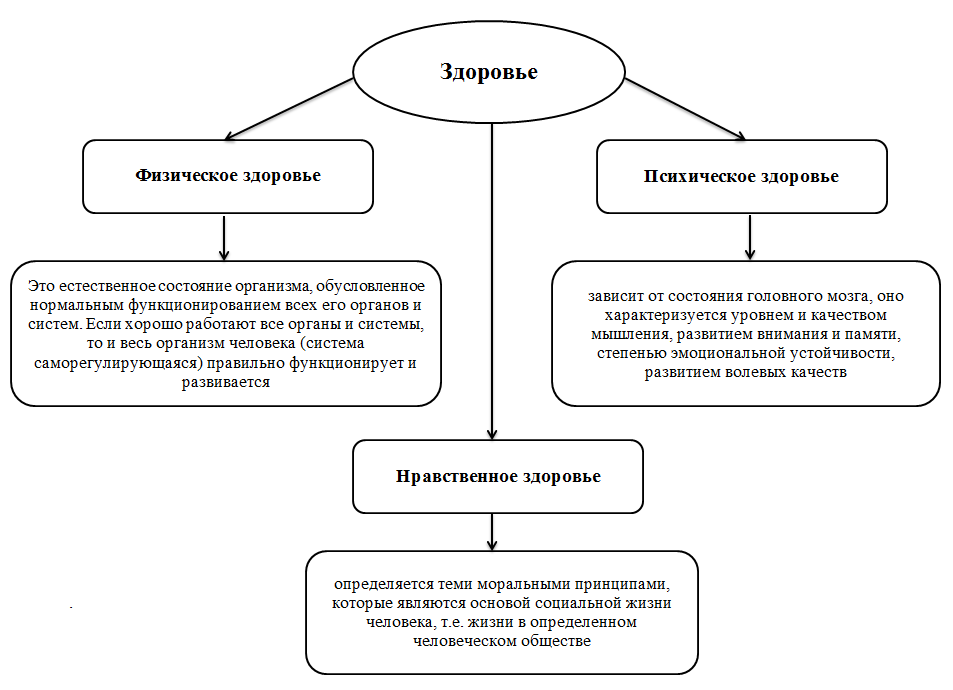 Здоровье
Физическое здоровье
Психическое здоровье
Это естественное состояние организма, обусловленное
нормальным функционированием всех его органов и
систем. Если хорошо работают все органы и системы,
то и весь организм человека (система
саморегулирующаяся) правильно функционирует и
развивается
зависит от состояния головного мозга, оно
характеризуется уровнем и качеством
мышления, развитием внимания и памяти,
степенью эмоциональной устойчивости,
развитием волевых качеств
Нравственное здоровье
определяется теми моральными принципами,
которые являются основой социальной жизни
человека, т.е. жизни в определенном
человеческом обществе
.